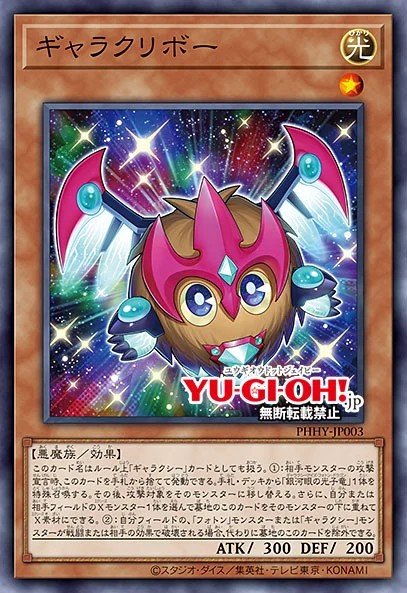 ギャラクリボー
光
ユウギオウドットジェイピー
YU-GI-OH!.jp
無断転載禁止
PHHY-JP003
【悪魔族/効果】
このカード名はルール上「ギャラクシー」カードとしても扱う。①:相手モンスターの攻撃
宣言時、このカードを手札から捨てて発動できる。手札・デッキから「銀河眼の光子竜」1体を
特殊召喚する。その後、攻撃対象をそのモンスターに移し替える。さらに、自分または
相手フィールドのXモンスター1体を選んで墓地のこのカードをそのモンスターの下に重ねて
X素材にできる。②:自分フィールドの、「フォトン」モンスターまたは「ギャラクシー」モンス
ターが戦闘または相手の効果で破壊される場合、代わりに墓地のこのカードを除外できる。
ATK/ 300 DEF/ 200
©スタジオ・ダイス/集英社・テレビ東京・KONAMI